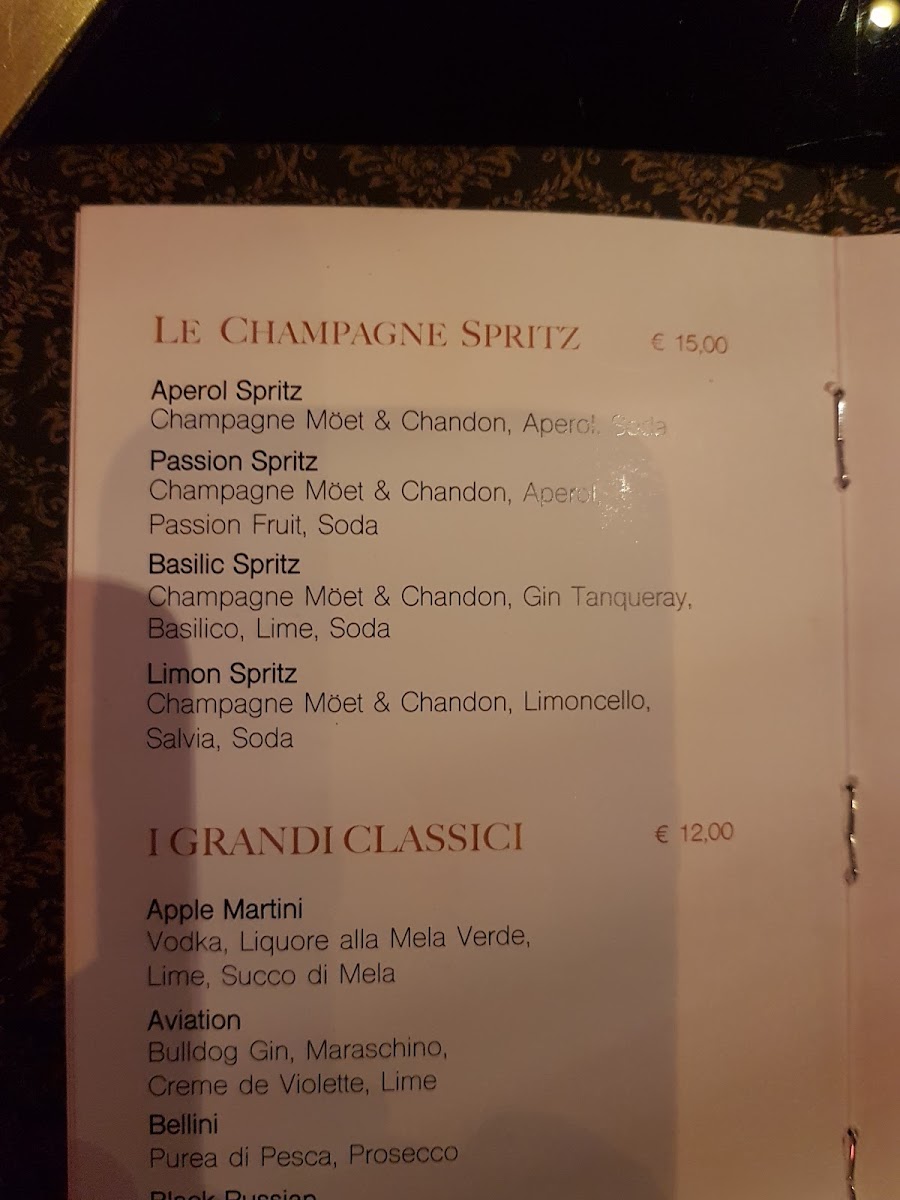 LE CHAMPAGNE SPRITZ € 15,00
Aperol Spritz
Champagne Möet & Chandon, Aperol, Soda
Passion Spritz
Champagne Möet & Chandon, Aperol,
Passion Fruit, Soda
Basilic Spritz
Champagne Möet & Chandon, Gin Tanqueray,
Basilico, Lime, Soda
Limon Spritz
Champagne Möet & Chandon, Limoncello,
Salvia, Soda
I GRANDI CLASSICI € 12,00
Apple Martini
Vodka, Liquore alla Mela Verde,
Lime, Succo di Mela
Aviation
Bulldog Gin, Maraschino,
Creme de Violette, Lime
Bellini
Purea di Pesca, Prosecco
Black Russian